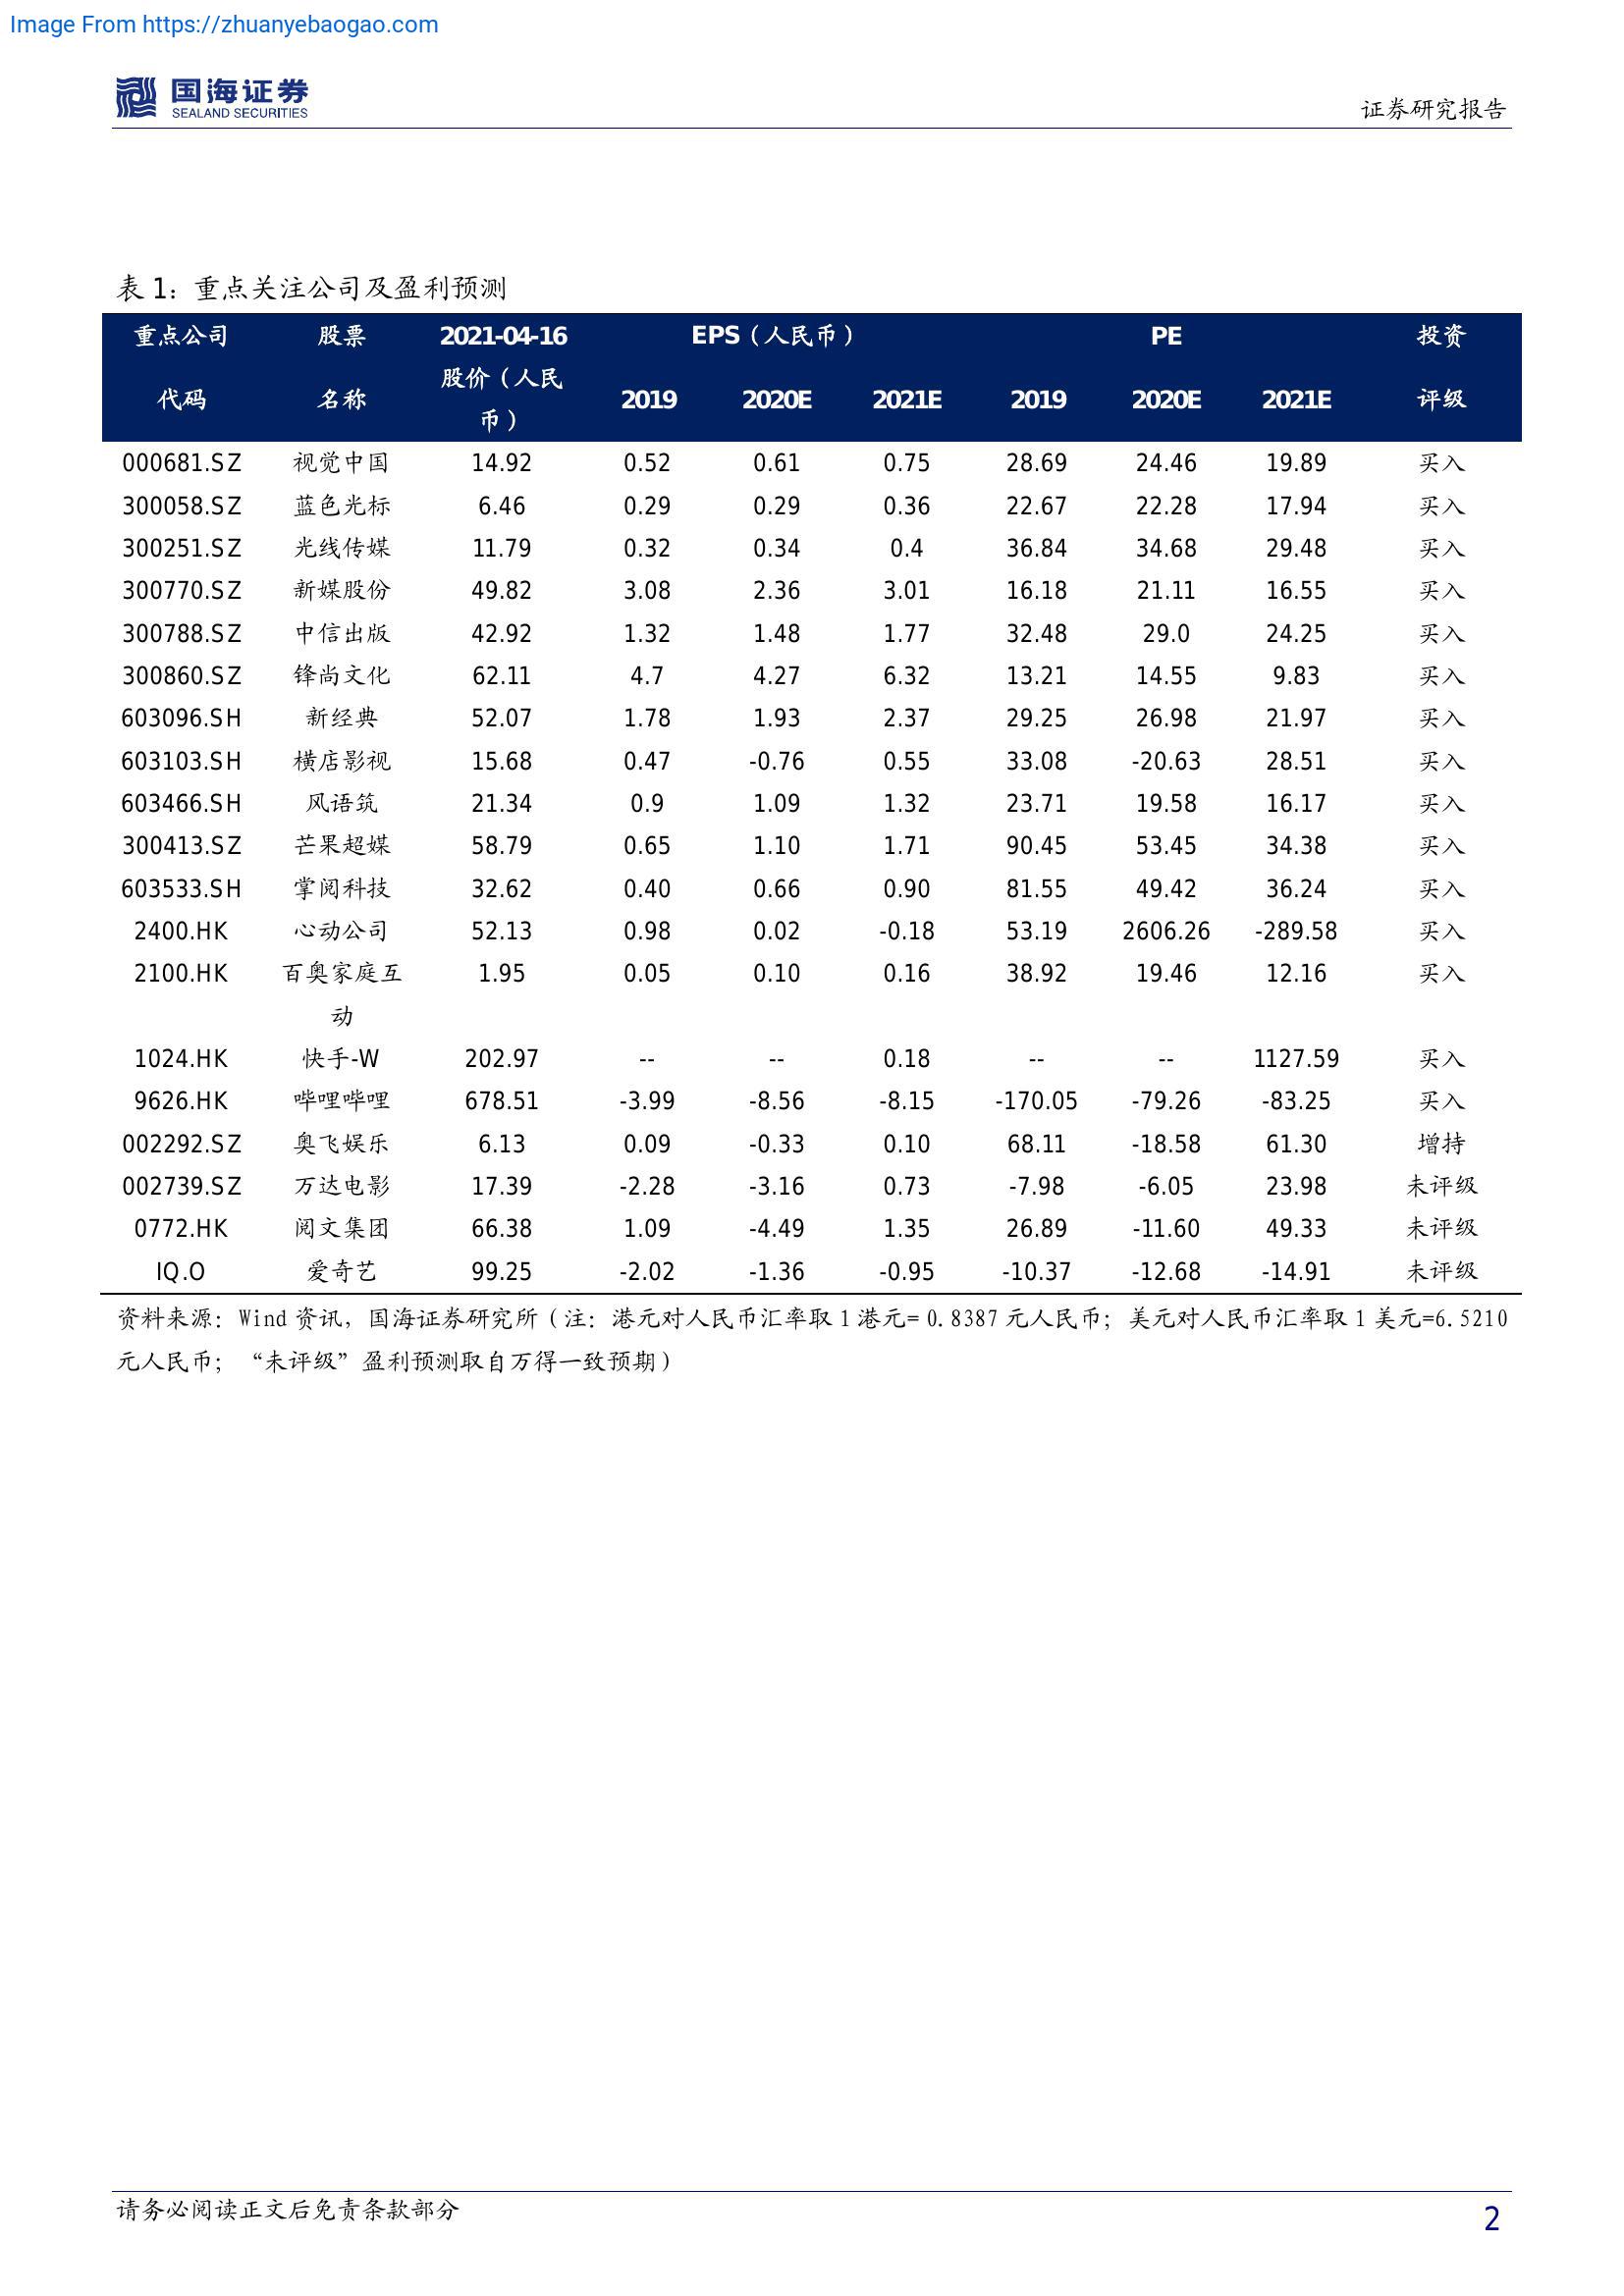 Image From https://zhuanyebaogao.com
国海证券
SEALAND SECURITIES
证券研究报告
表 1：重点关注公司及盈利预测
重点公司 股票 2021-04-16 EPS（人民币） PE 投资
代码 名称 股价（人民币） 2019 2020E 2021E 2019 2020E 2021E 评级
000681.SZ 视觉中国 14.92 0.52 0.61 0.75 28.69 24.46 19.89 买入
300058.SZ 蓝色光标 6.46 0.29 0.29 0.36 22.67 22.28 17.94 买入
300251.SZ 光线传媒 11.79 0.32 0.34 0.4 36.84 34.68 29.48 买入
300770.SZ 新媒股份 49.82 3.08 2.36 3.01 16.18 21.11 16.55 买入
300788.SZ 中信出版 42.92 1.32 1.48 1.77 32.48 29.0 24.25 买入
300860.SZ 锋尚文化 62.11 4.7 4.27 6.32 13.21 14.55 9.83 买入
603096.SH 新经典 52.07 1.78 1.93 2.37 29.25 26.98 21.97 买入
603103.SH 横店影视 15.68 0.47 -0.76 0.55 33.08 -20.63 28.51 买入
603466.SH 风语筑 21.34 0.9 1.09 1.32 23.71 19.58 16.17 买入
300413.SZ 芒果超媒 58.79 0.65 1.10 1.71 90.45 53.45 34.38 买入
603533.SH 掌阅科技 32.62 0.40 0.66 0.90 81.55 49.42 36.24 买入
2400.HK 心动公司 52.13 0.98 0.02 -0.18 53.19 2606.26 -289.58 买入
2100.HK 百奥家庭互 1.95 0.05 0.10 0.16 38.92 19.46 12.16 买入
动
1024.HK 快手-W 202.97 -- -- 0.18 -- -- 1127.59 买入
9626.HK 哔哩哔哩 678.51 -3.99 -8.56 -8.15 -170.05 -79.26 -83.25 买入
002292.SZ 奥飞娱乐 6.13 0.09 -0.33 0.10 68.11 -18.58 61.30 增持
002739.SZ 万达电影 17.39 -2.28 -3.16 0.73 -7.98 -6.05 23.98 未评级
0772.HK 阅文集团 66.38 1.09 -4.49 1.35 26.89 -11.60 49.33 未评级
IQ.O 爱奇艺 99.25 -2.02 -1.36 -0.95 -10.37 -12.68 -14.91 未评级
资料来源：Wind 资讯，国海证券研究所（注：港元对人民币汇率取 1 港元= 0.8387 元人民币；美元对人民币汇率取 1 美元=6.5210
元人民币；“未评级”盈利预测取自万得一致预期）
请务必阅读正文后免责条款部分
2